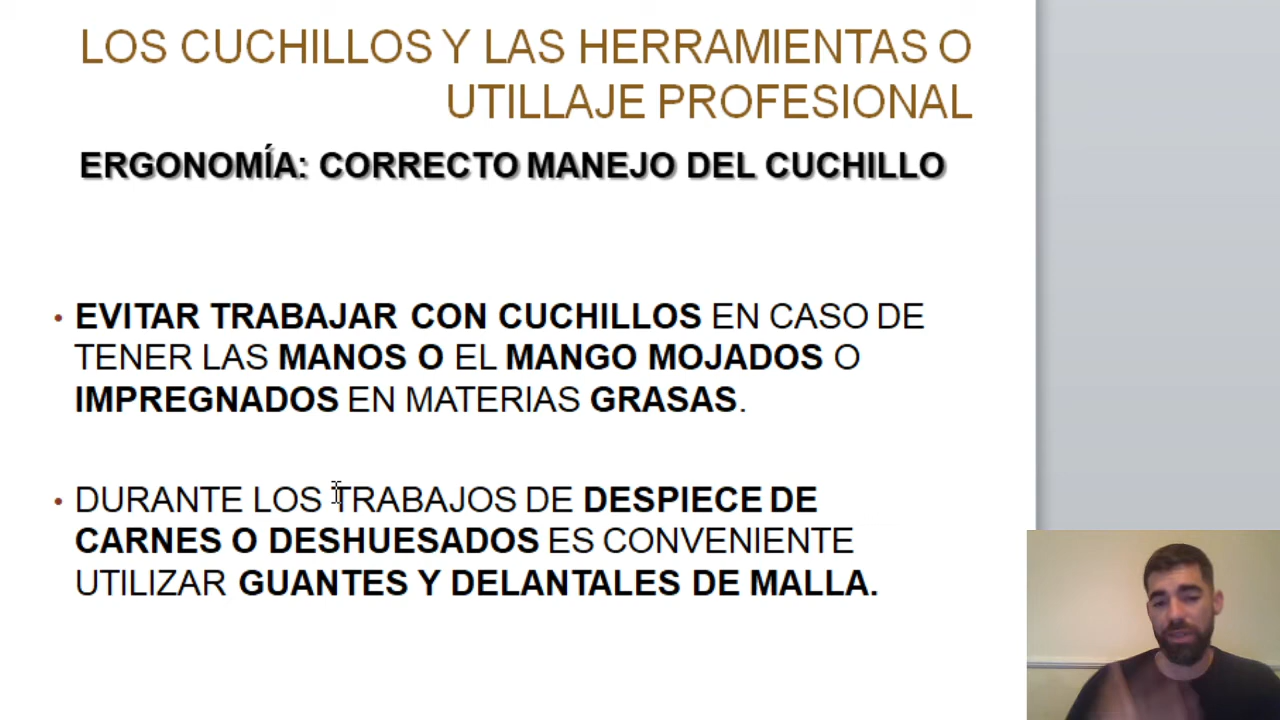 LOS CUCHILLOS Y LAS HERRAMIENTAS O
UTILLAJE PROFESIONAL
ERGONOMÍA: CORRECTO MANEJO DEL CUCHILLO
• EVITAR TRABAJAR CON CUCHILLOS EN CASO DE
TENER LAS MANOS O EL MANGO MOJADOS O
IMPREGNADOS EN MATERIAS GRASAS.
• DURANTE LOS TRABAJOS DE DESPIECE DE
CARNES O DESHUESADOS ES CONVENIENTE
UTILIZAR GUANTES Y DELANTALES DE MALLA.